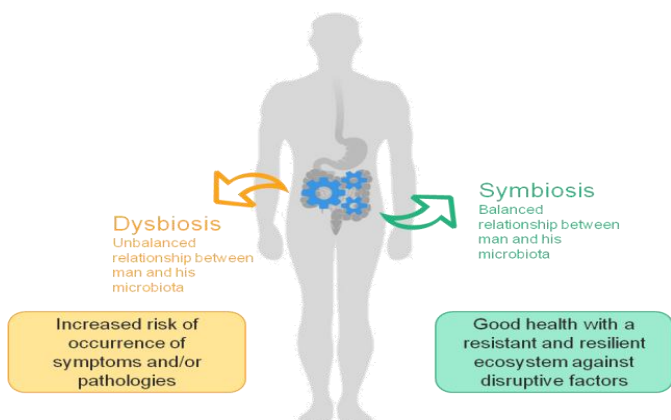 Dysbiosis
Unbalanced
relationship between
man and his
microbiota
Symbiosis
Balanced
relationship between
man and his
microbiota
Increased risk of
occurrence of
symptoms and/or
pathologies
Good health with a
resistant and resilient
ecosystem against
disruptive factors